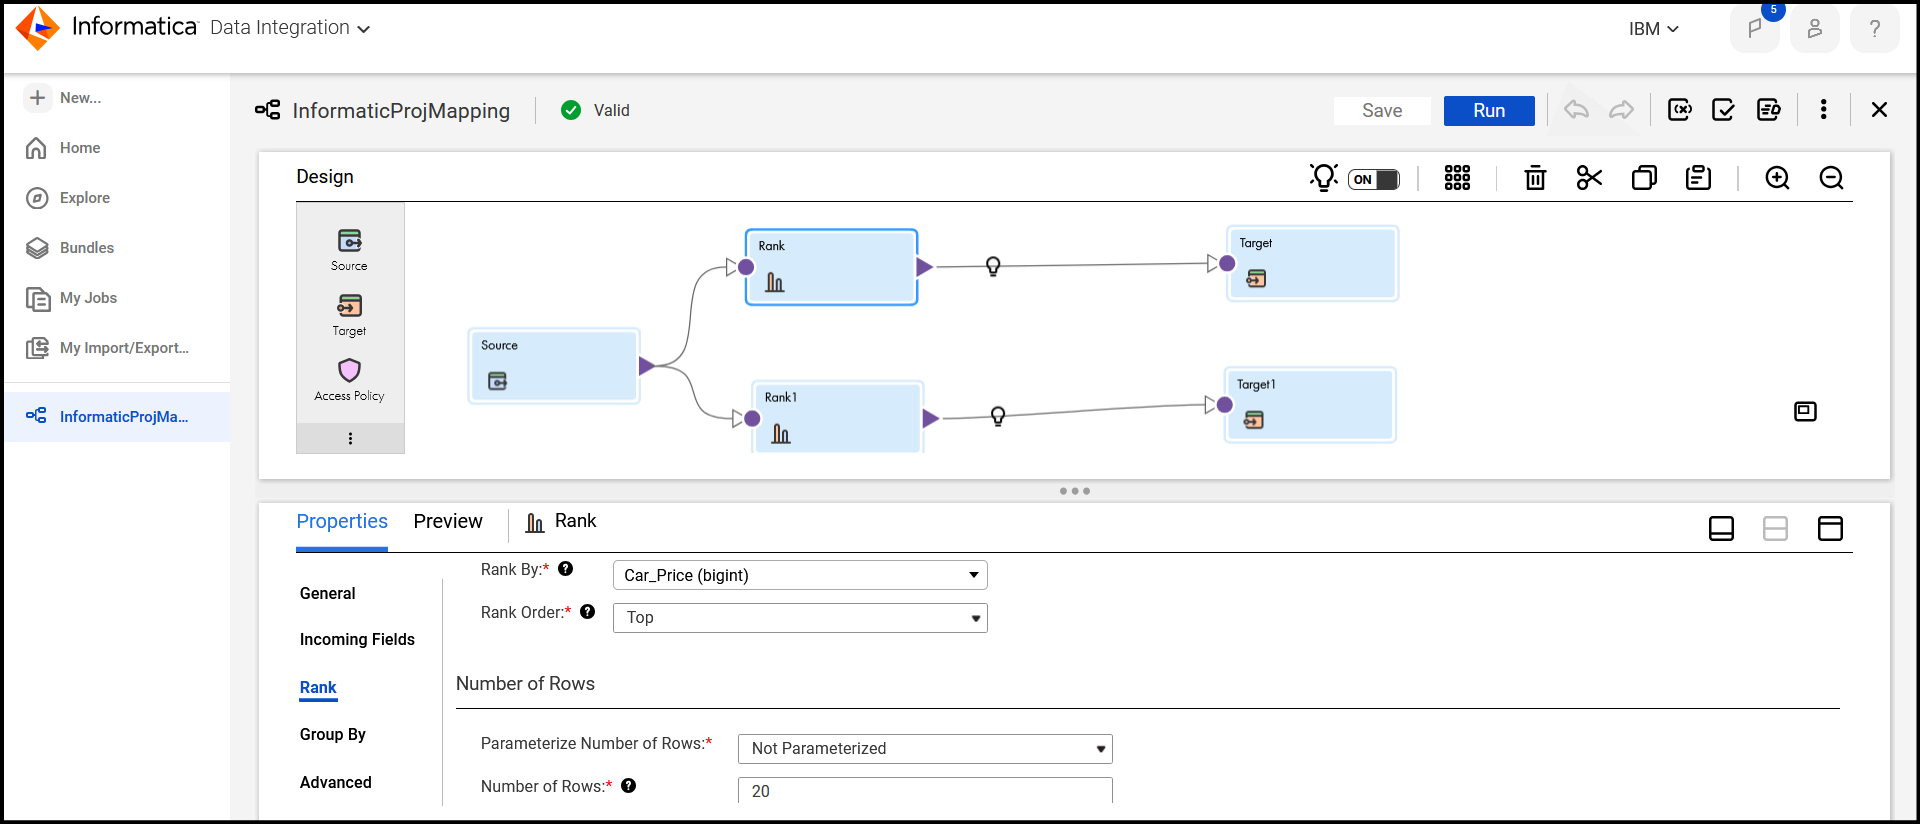 Informatica Data Integration
IBM
5
?
New...
Home
Explore
Bundles
My Jobs
My Import/Export...
InformaticProjMa...
InformaticProjMapping
Valid
Save
Run
Design
ON
Source
Target
Access Policy
Source
Rank
Rank1
Target
Target1
Properties
Preview
Rank
General
Incoming Fields
Rank
Group By
Advanced
Rank By:* ?
Car_Price (bigint)
Rank Order:* ?
Top
Number of Rows
Parameterize Number of Rows:*
Not Parameterized
Number of Rows:* ?
20